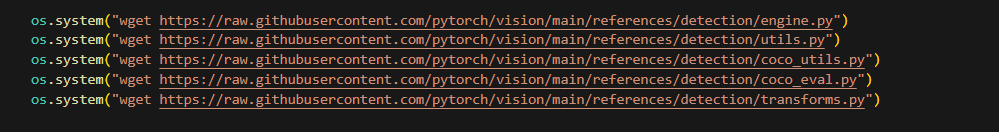 os.system("wget https://raw.githubusercontent.com/pytorch/vision/main/references/detection/engine.py")
os.system("wget https://raw.githubusercontent.com/pytorch/vision/main/references/detection/utils.py")
os.system("wget https://raw.githubusercontent.com/pytorch/vision/main/references/detection/coco_utils.py")
os.system("wget https://raw.githubusercontent.com/pytorch/vision/main/references/detection/coco_eval.py")
os.system("wget https://raw.githubusercontent.com/pytorch/vision/main/references/detection/transforms.py")